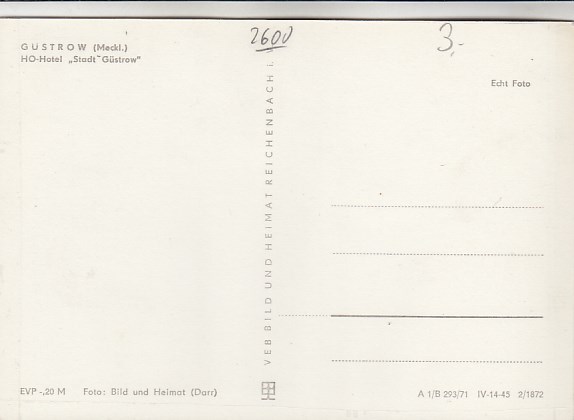 2600
3,-
GÜSTROW (Meckl.)
HO-Hotel „Stadt Güstrow"
Echt Foto
VEB BILD UND HEIMAT REICHENBACH i.
EVP -,20 M Foto: Bild und Heimat (Darr)
A 1/B 293/71 IV-14-45 2/1872